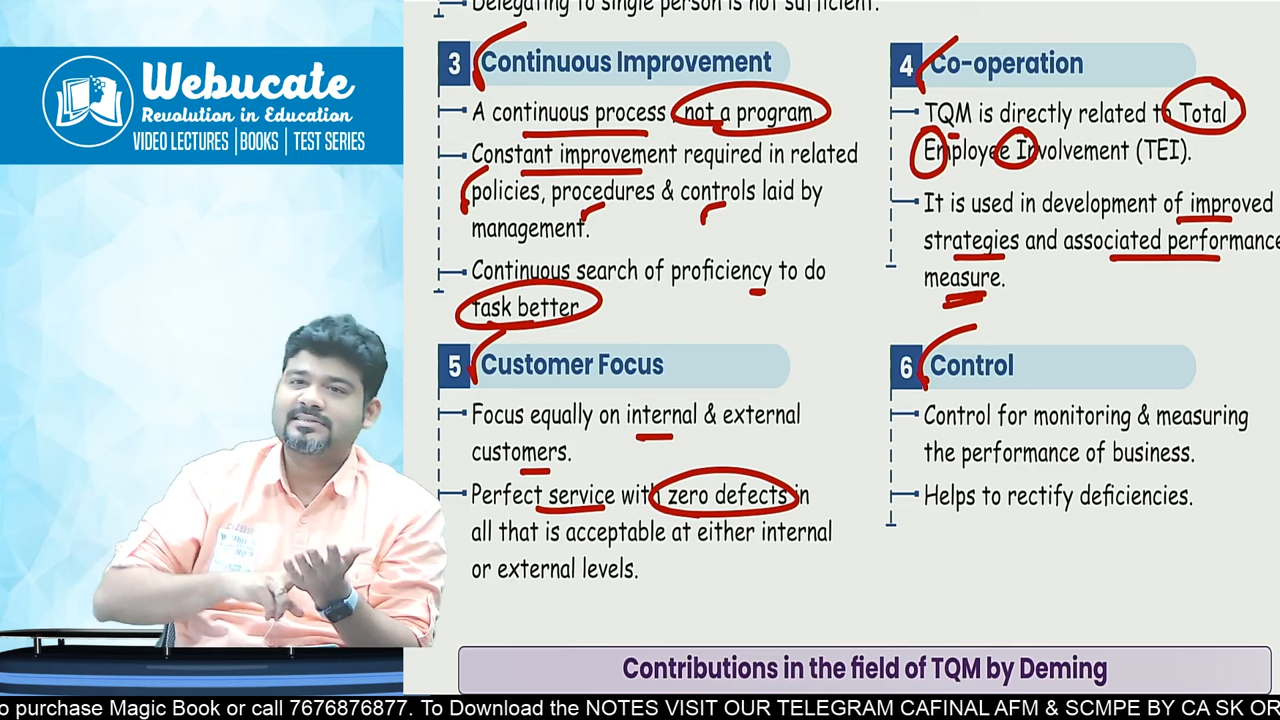 Delegating to single person is not sufficient.
Webucate
Revolution in Education
VIDEO LECTURES | BOOKS | TEST SERIES
3 Continuous Improvement
A continuous process, not a program.
Constant improvement required in related
policies, procedures & controls laid by
management.
Continuous search of proficiency to do
task better
4 Co-operation
TQM is directly related to Total
Employee Involvement (TEI).
It is used in development of improved
strategies and associated performance
measure.
5 Customer Focus
Focus equally on internal & external
customers.
Perfect service with zero defects in
all that is acceptable at either internal
or external levels.
6 Control
Control for monitoring & measuring
the performance of business.
Helps to rectify deficiencies.
Contributions in the field of TQM by Deming
o purchase Magic Book or call 7676876877. To Download the NOTES VISIT OUR TELEGRAM CAFINAL AFM & SCMPE BY CA SK OR